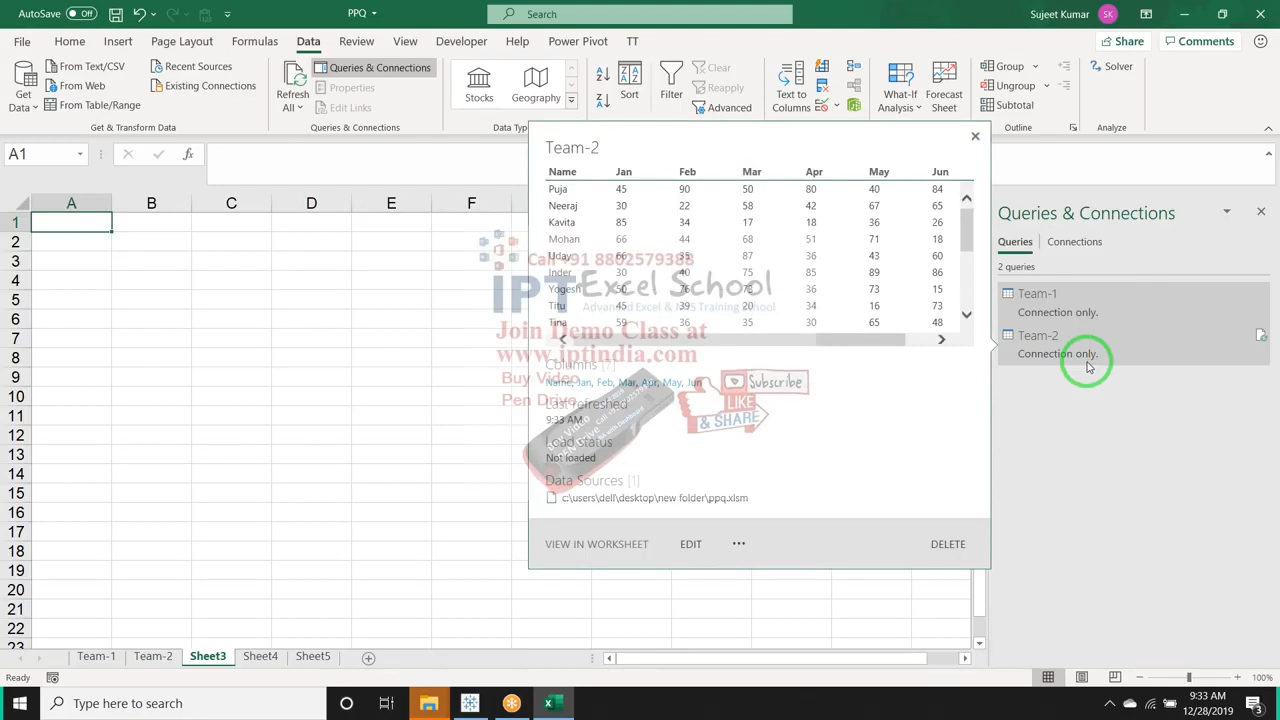 AutoSave Off PPQ Search Sujeet Kumar SK
File Home Insert Page Layout Formulas Data Review View Developer Help Power Pivot TT Share Comments
Get Data
From Text/CSV
From Web
From Table/Range
Recent Sources
Existing Connections
Get & Transform Data
Refresh All
Queries & Connections
Properties
Edit Links
Queries & Connections
Stocks
Geography
Sort
Filter
Clear
Reapply
Advanced
Text to Columns
What-If Analysis
Forecast Sheet
Group
Ungroup
Subtotal
Outline
Solver
Analyze
A1 fx
A B C D E F
1
2
3
4
5
6
7
8
9
10
11
12
13
14
15
16
17
18
19
20
21
22
23
Team-2
Name Jan Feb Mar Apr May Jun
Puja 45 90 50 80 40 84
Neeraj 30 22 58 42 67 65
Kavita 85 34 17 18 36 26
Mohan 66 44 68 51 71 18
Uday 66 35 87 36 43 60
Inder 30 40 75 85 89 86
Yogesh 50 76 73 36 73 15
Titu 45 39 20 34 16 73
Tina 59 36 35 30 65 48
Columns [7]
Name, Jan, Feb, Mar, Apr, May, Jun
Last refreshed
9:33 AM
Load status
Not loaded
Data Sources [1]
c:\users\dell\desktop\new folder\ppq.xlsm
VIEW IN WORKSHEET EDIT ••• DELETE
Call +91 8802579388
IPT Excel School
Advanced Excel & MIS Training School
Join Demo Class at
www.iptindia.com
Buy Video
Pen Drive
Subscribe
LIKE
& SHARE
Queries & Connections
Queries Connections
2 queries
Team-1
Connection only.
Team-2
Connection only.
Team-1 Team-2 Sheet3 Sheet4 Sheet5
Ready 100%
Type here to search
9:33 AM
12/28/2019
3